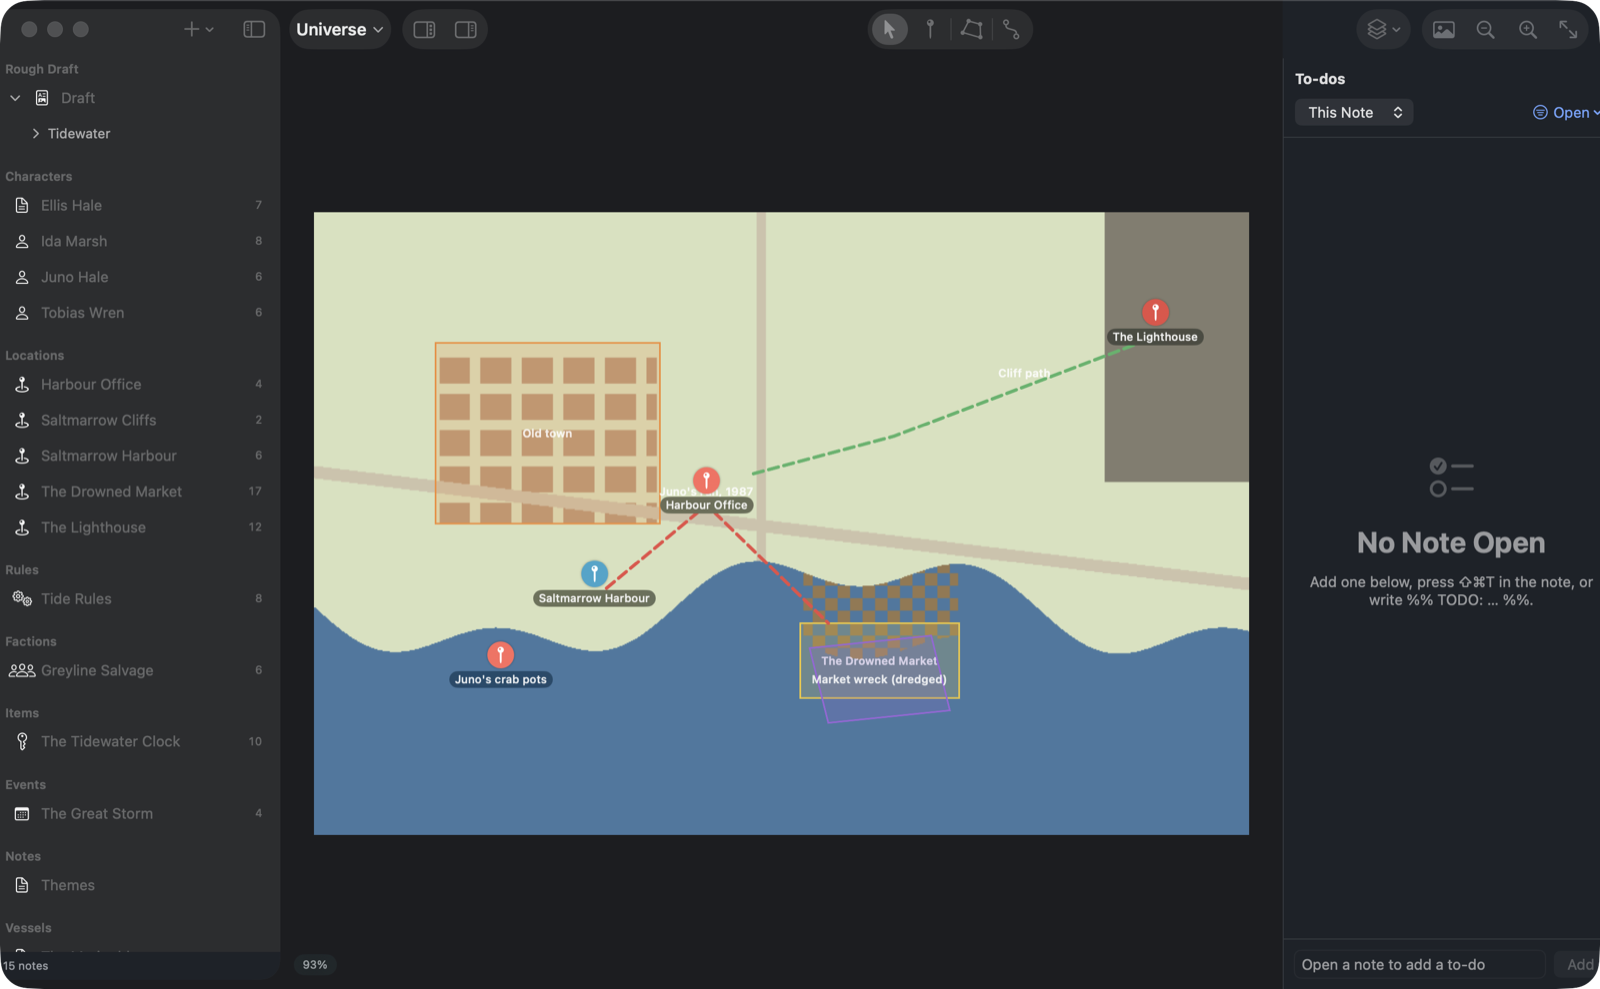 Universe
Rough Draft
Draft
Tidewater
Characters
Ellis Hale 7
Ida Marsh 8
Juno Hale 6
Tobias Wren 6
Locations
Harbour Office 4
Saltmarrow Cliffs 2
Saltmarrow Harbour 6
The Drowned Market 17
The Lighthouse 12
Rules
Tide Rules 8
Factions
Greyline Salvage 6
Items
The Tidewater Clock 10
Events
The Great Storm 4
Notes
Themes
Vessels
15 notes
The Lighthouse
Cliff path
Old town
Juno's 1987
Harbour Office
Saltmarrow Harbour
Juno's crab pots
The Drowned Market
Market wreck (dredged)
93%
To-dos
This Note
Open
No Note Open
Add one below, press ⇧⌘T in the note, or
write %% TODO: ... %%.
Open a note to add a to-do
Add